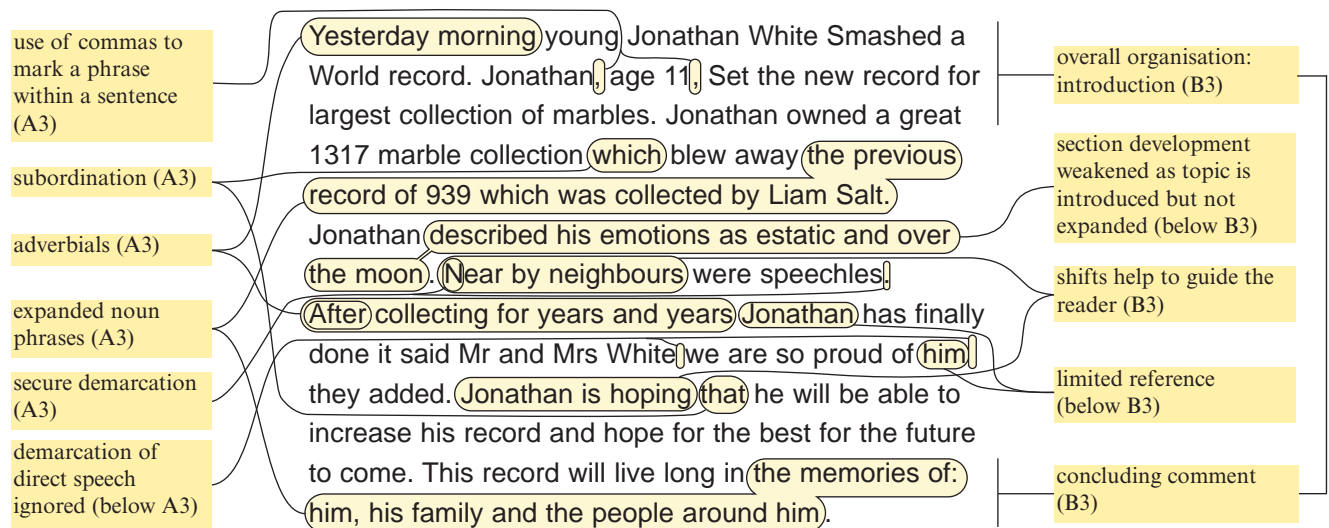 use of commas to
mark a phrase
within a sentence
(A3)
subordination (A3)
adverbials (A3)
expanded noun
phrases (A3)
secure demarcation
(A3)
demarcation of
direct speech
ignored (below A3)
Yesterday morning young Jonathan White Smashed a
World record. Jonathan, age 11, Set the new record for
largest collection of marbles. Jonathan owned a great
1317 marble collection which blew away the previous
record of 939 which was collected by Liam Salt.
Jonathan described his emotions as estatic and over
the moon. Near by neighbours were speechles.
After collecting for years and years Jonathan has finally
done it said Mr and Mrs White we are so proud of him
they added. Jonathan is hoping that he will be able to
increase his record and hope for the best for the future
to come. This record will live long in the memories of:
him, his family and the people around him.
overall organisation:
introduction (B3)
section development
weakened as topic is
introduced but not
expanded (below B3)
shifts help to guide the
reader (B3)
limited reference
(below B3)
concluding comment
(B3)